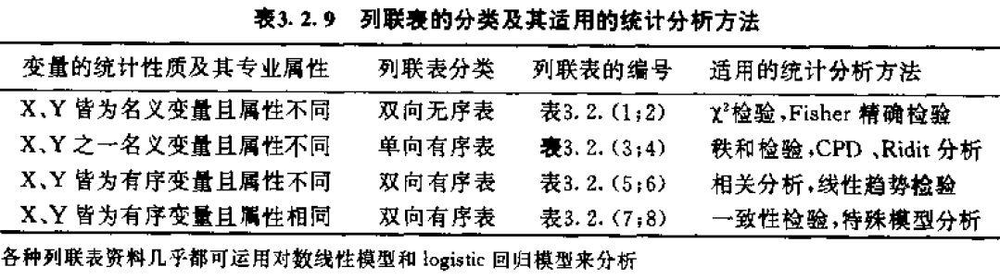 表3.2.9 列联表的分类及其适用的统计分析方法
变量的统计性质及其专业属性 列联表分类 列联表的编号 适用的统计分析方法
X、Y 皆为名义变量且属性不同 双向无序表 表3.2.(1;2) χ²检验,Fisher 精确检验
X、Y 之一名义变量且属性不同 单向有序表 表3.2.(3;4) 秩和检验,CPD、Ridit 分析
X、Y 皆为有序变量且属性不同 双向有序表 表3.2.(5;6) 相关分析,线性趋势检验
X、Y 皆为有序变量且属性相同 双向有序表 表3.2.(7;8) 一致性检验,特殊模型分析
各种列联表资料几乎都可运用对数线性模型和 logistic 回归模型来分析